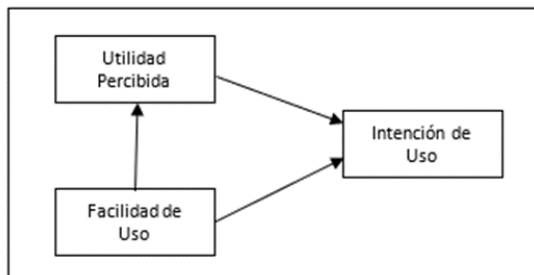 Utilidad
Percibida
Intención de
Uso
Facilidad de
Uso